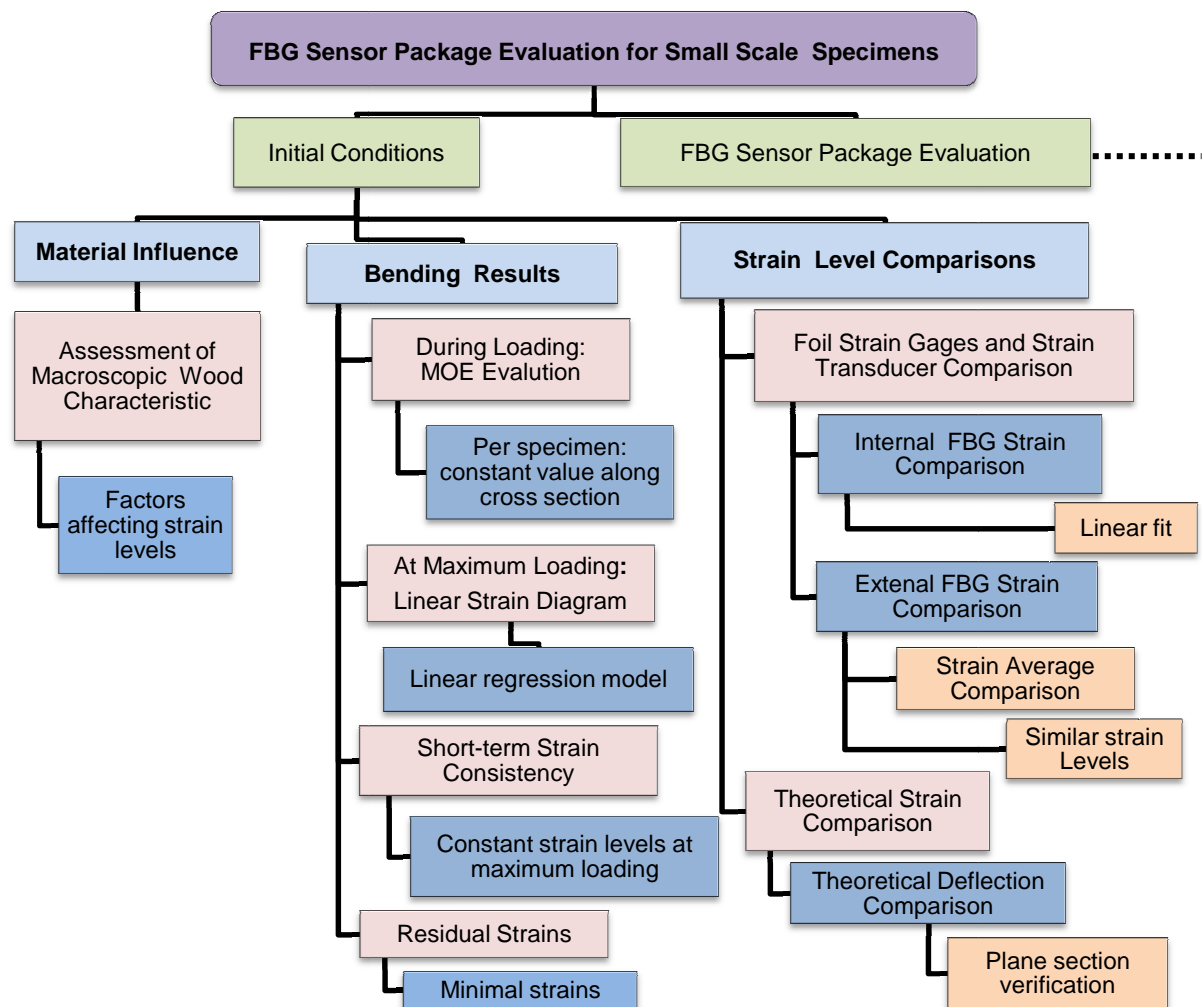 FBG Sensor Package Evaluation for Small Scale Specimens
Initial Conditions
FBG Sensor Package Evaluation
Material Influence
Assessment of
Macroscopic Wood
Characteristic
Factors
affecting strain
levels
Bending Results
During Loading:
MOE Evalution
Per specimen:
constant value along
cross section
At Maximum Loading:
Linear Strain Diagram
Linear regression model
Short-term Strain
Consistency
Constant strain levels at
maximum loading
Residual Strains
Minimal strains
Strain Level Comparisons
Foil Strain Gages and Strain
Transducer Comparison
Internal FBG Strain
Comparison
Linear fit
Extenal FBG Strain
Comparison
Strain Average
Comparison
Similar strain
Levels
Theoretical Strain
Comparison
Theoretical Deflection
Comparison
Plane section
verification